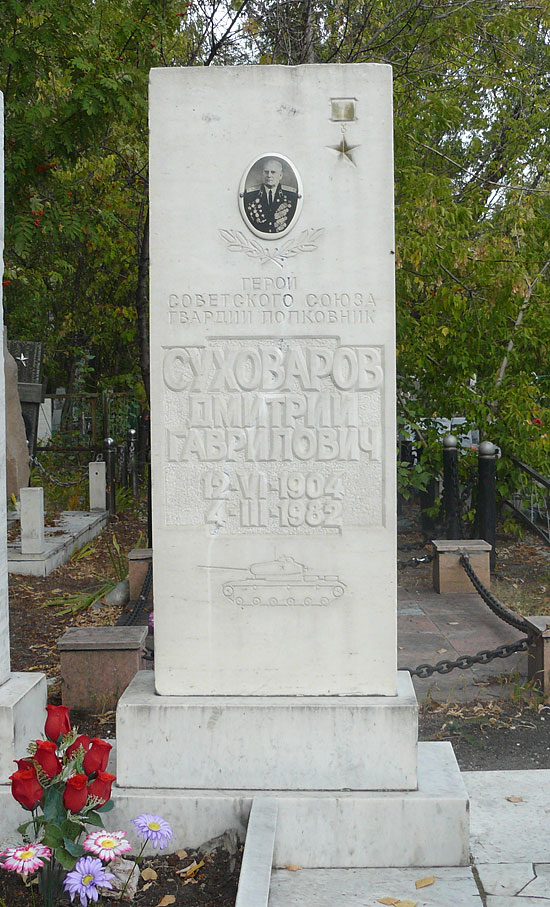 ГЕРОЙ
СОВЕТСКОГО СОЮЗА
ГВАРДИИ ПОЛКОВНИК
СУХОВАРОВ
ДМИТРИЙ
ГАВРИЛОВИЧ
12-VI-1904
4-III-1982